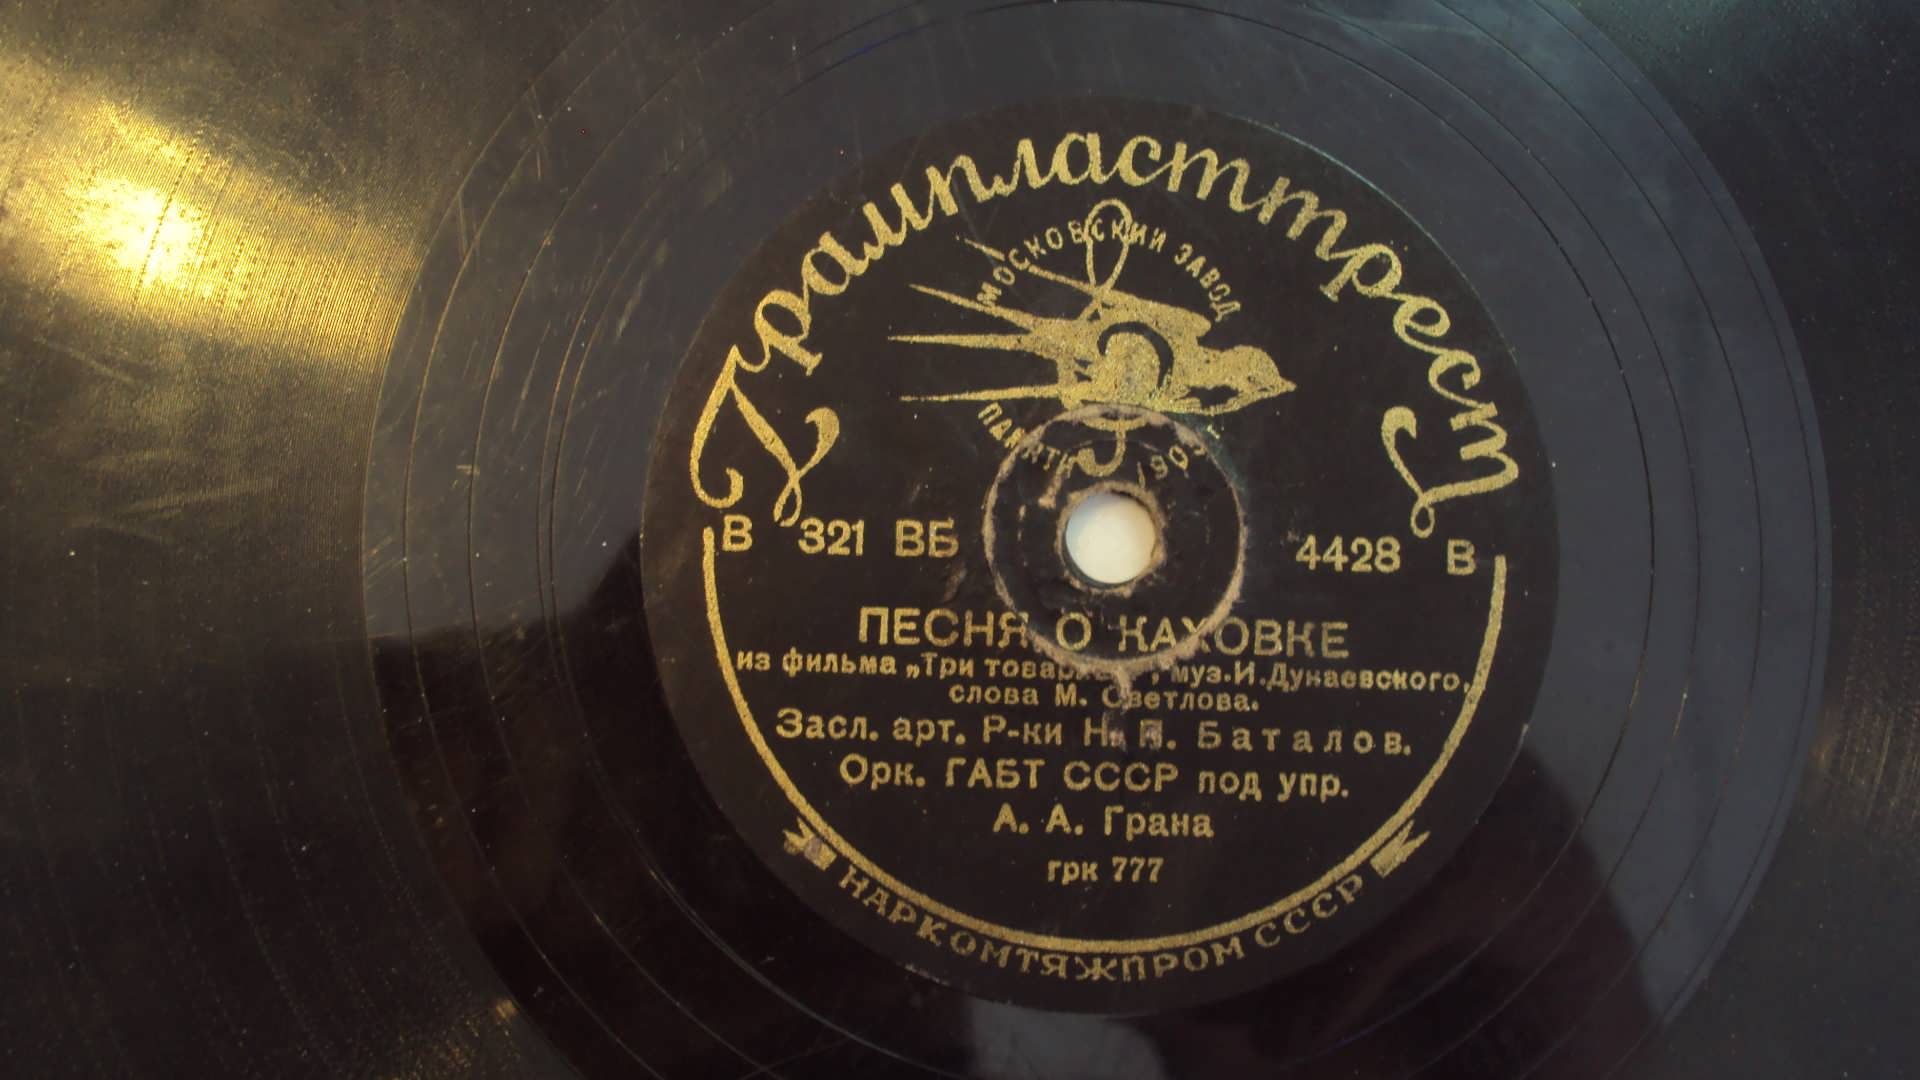 Грампласттрест
МОСКОВСКИЙ ЗАВОД
ПАМЯТИ
В 321 ВБ 4428 В
ПЕСНЯ О КАХОВКЕ
из фильма „Три муз. И. Дунаевского,
слова М. Светлова.
Засл. арт. Р-ки Н. П. Баталов.
Орк. ГАБТ СССР под упр.
А. А. Грана
грк 777
НАРКОМТЯЖПРОМ СССР